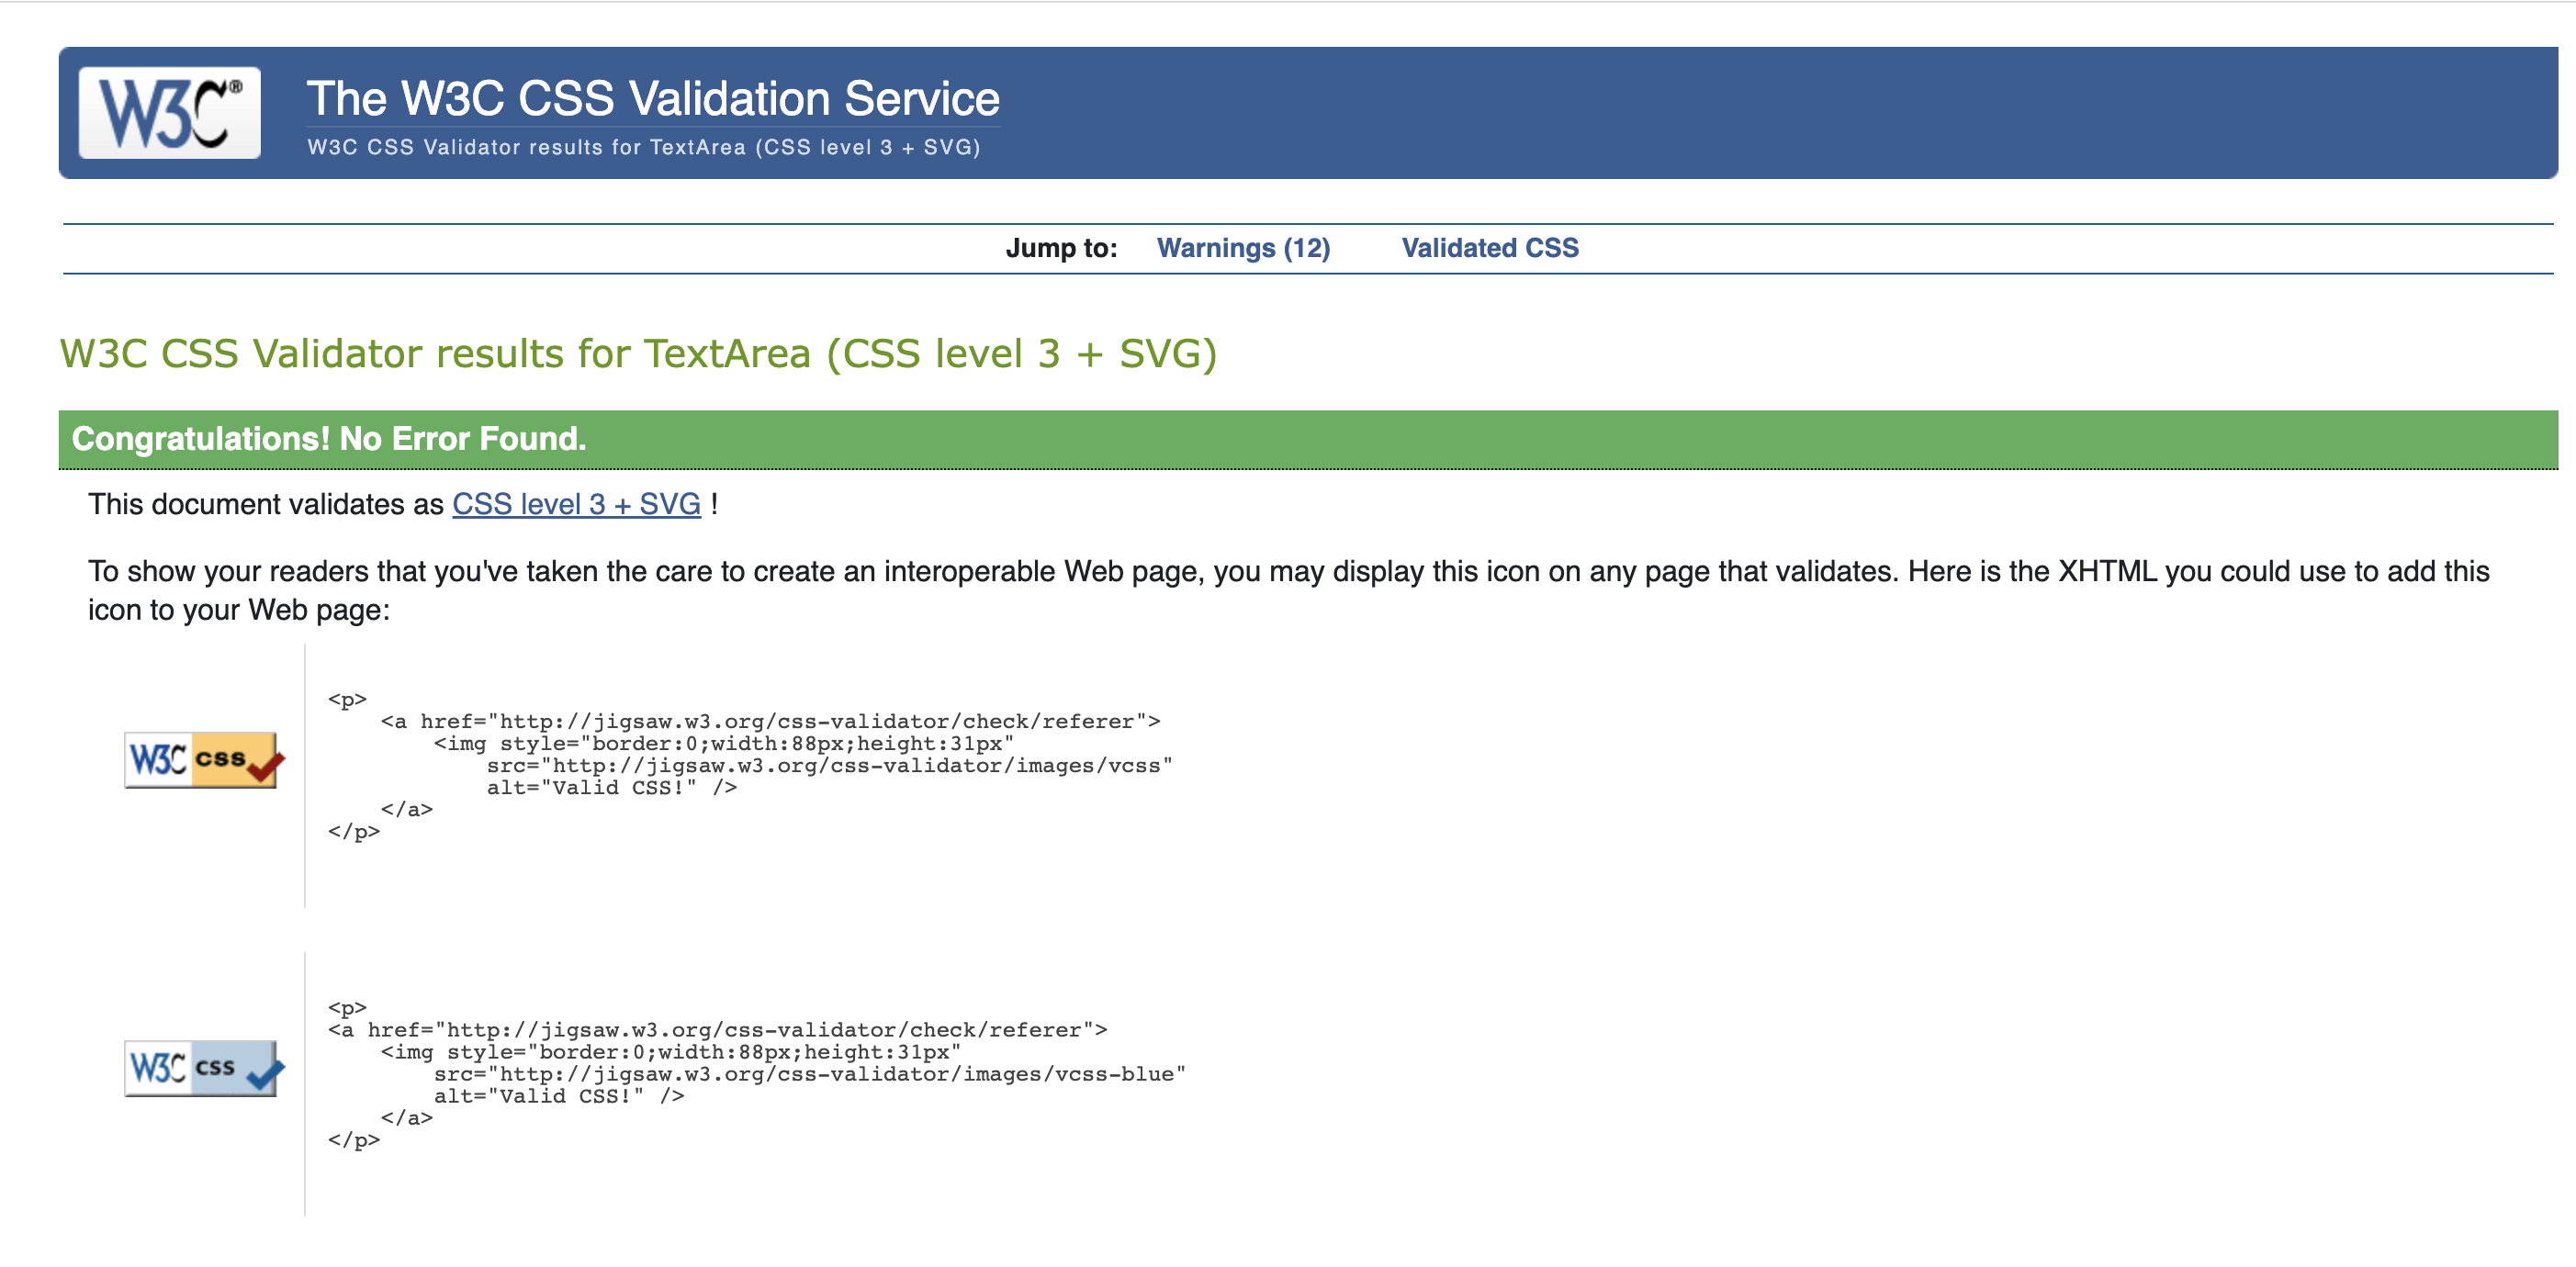 W3C®
The W3C CSS Validation Service
W3C CSS Validator results for TextArea (CSS level 3 + SVG)
Jump to: Warnings (12) Validated CSS
W3C CSS Validator results for TextArea (CSS level 3 + SVG)
Congratulations! No Error Found.
This document validates as CSS level 3 + SVG !
To show your readers that you've taken the care to create an interoperable Web page, you may display this icon on any page that validates. Here is the XHTML you could use to add this
icon to your Web page:
W3C css
<p>
    <a href="http://jigsaw.w3.org/css-validator/check/referer">
        <img style="border:0;width:88px;height:31px"
            src="http://jigsaw.w3.org/css-validator/images/vcss"
            alt="Valid CSS!" />
    </a>
</p>
W3C css
<p>
<a href="http://jigsaw.w3.org/css-validator/check/referer">
    <img style="border:0;width:88px;height:31px"
        src="http://jigsaw.w3.org/css-validator/images/vcss-blue"
        alt="Valid CSS!" />
    </a>
</p>